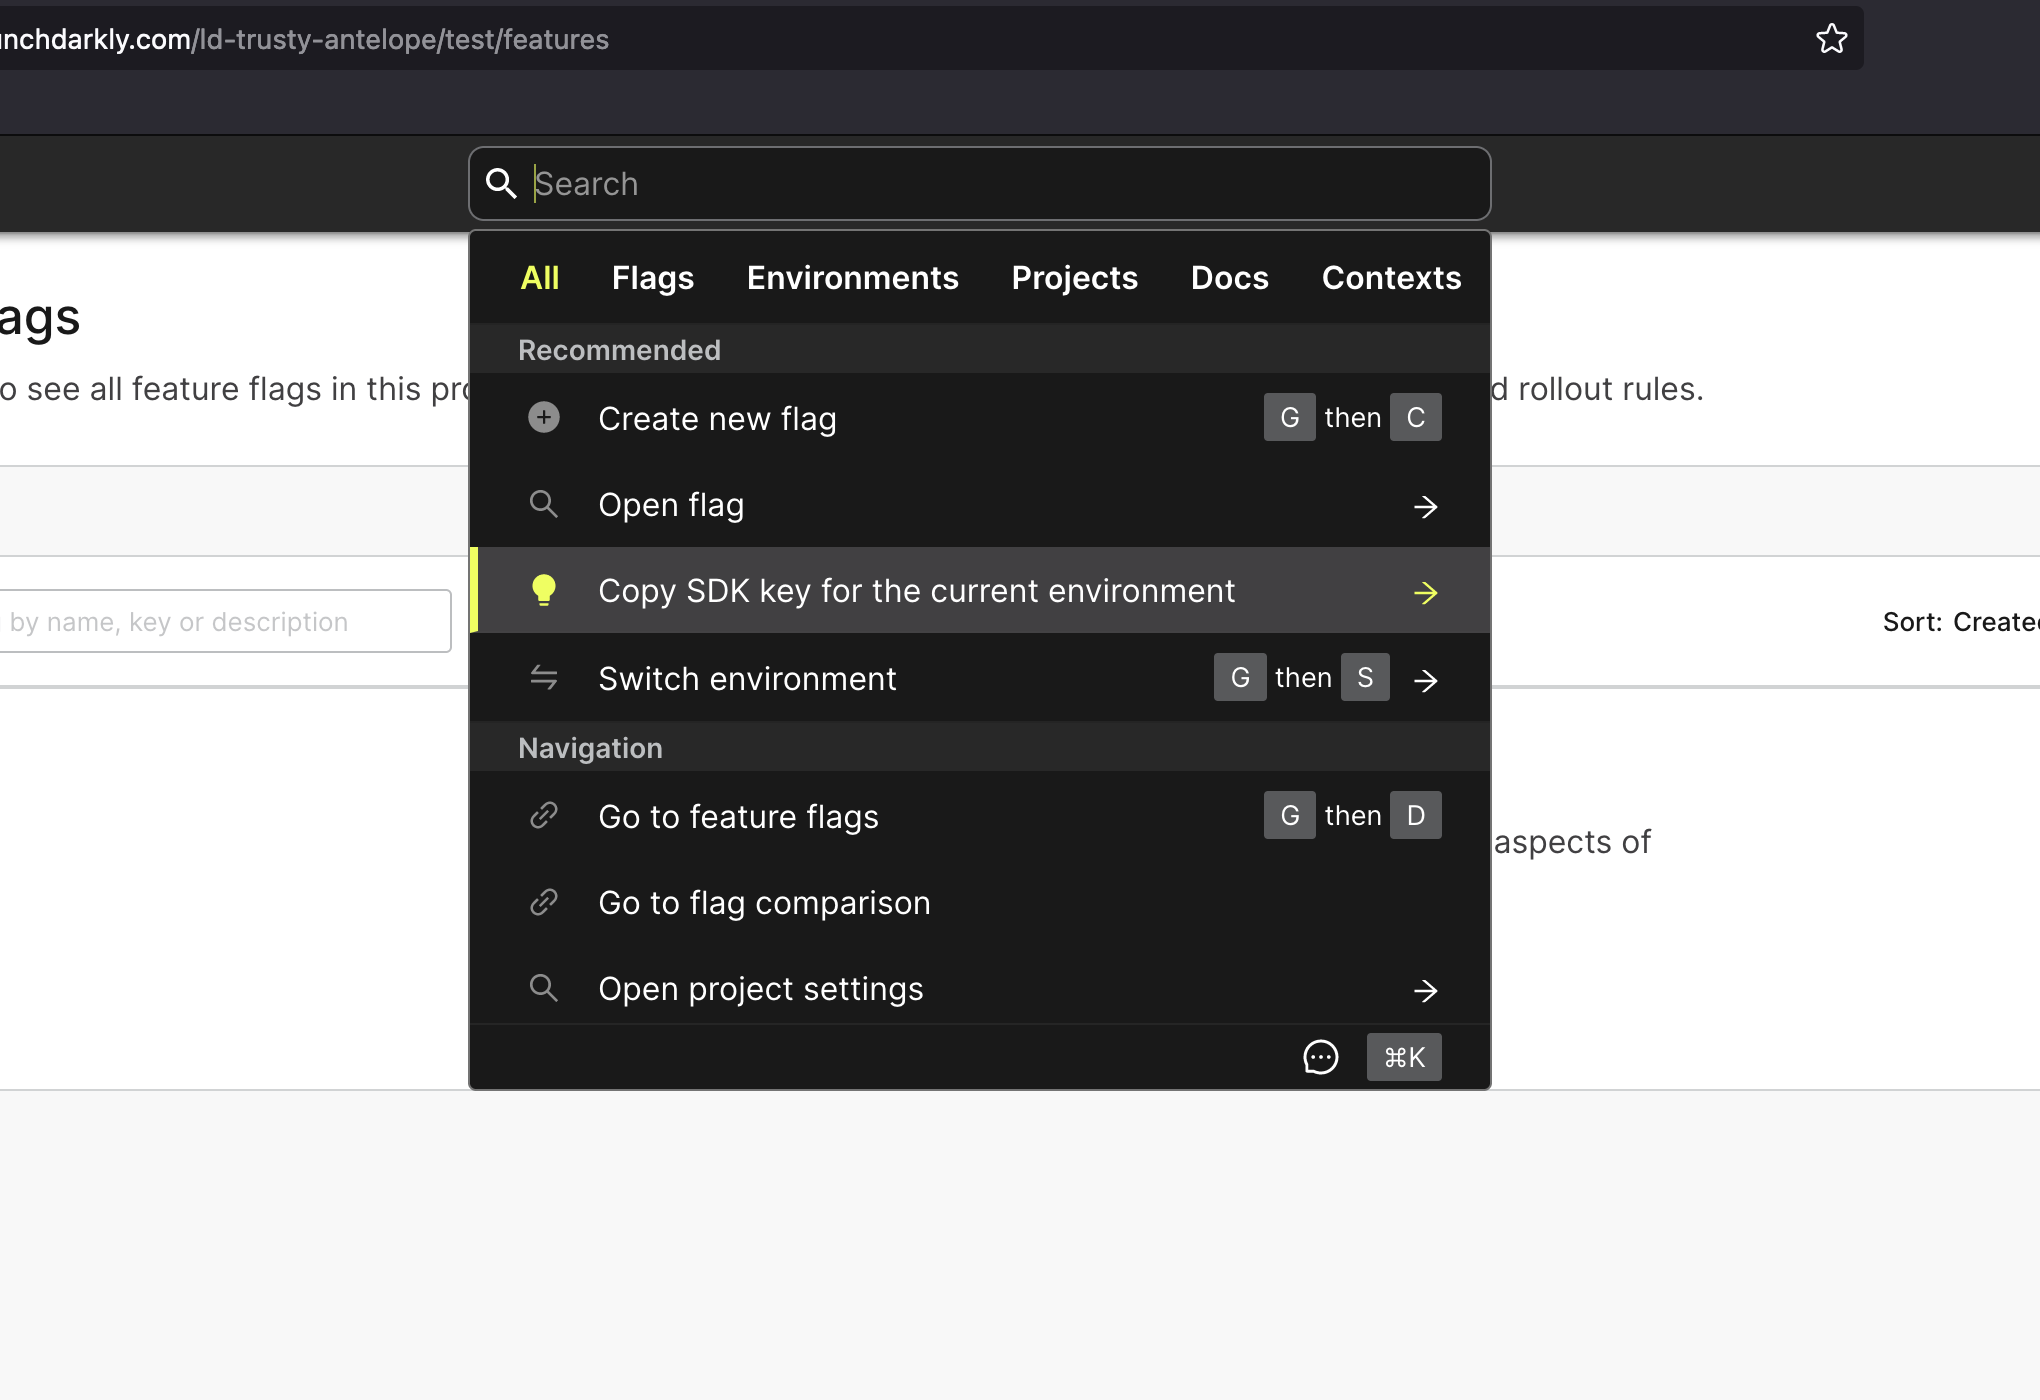 nchdarkly.com/ld-trusty-antelope/test/features
Search
All Flags Environments Projects Docs Contexts
ags
Recommended
o see all feature flags in this pro
d rollout rules.
Create new flag G then C
Open flag
Copy SDK key for the current environment
by name, key or description
Sort: Create
Switch environment G then S
Navigation
Go to feature flags G then D
aspects of
Go to flag comparison
Open project settings
⌘K